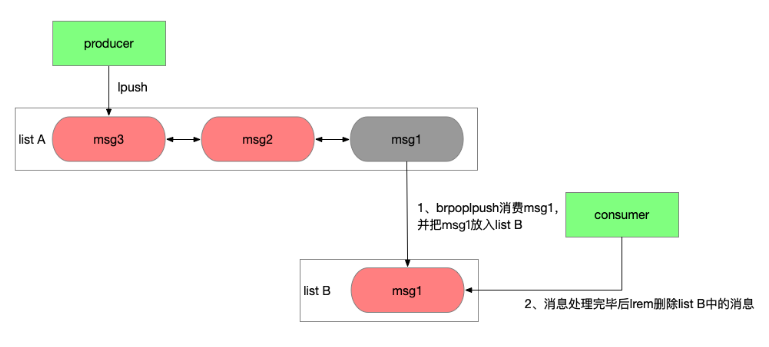 producer
lpush
list A
msg3
msg2
msg1
1、brpoplpush消费msg1，
并把msg1放入list B
consumer
list B
msg1
2、消息处理完毕后lrem删除list B中的消息